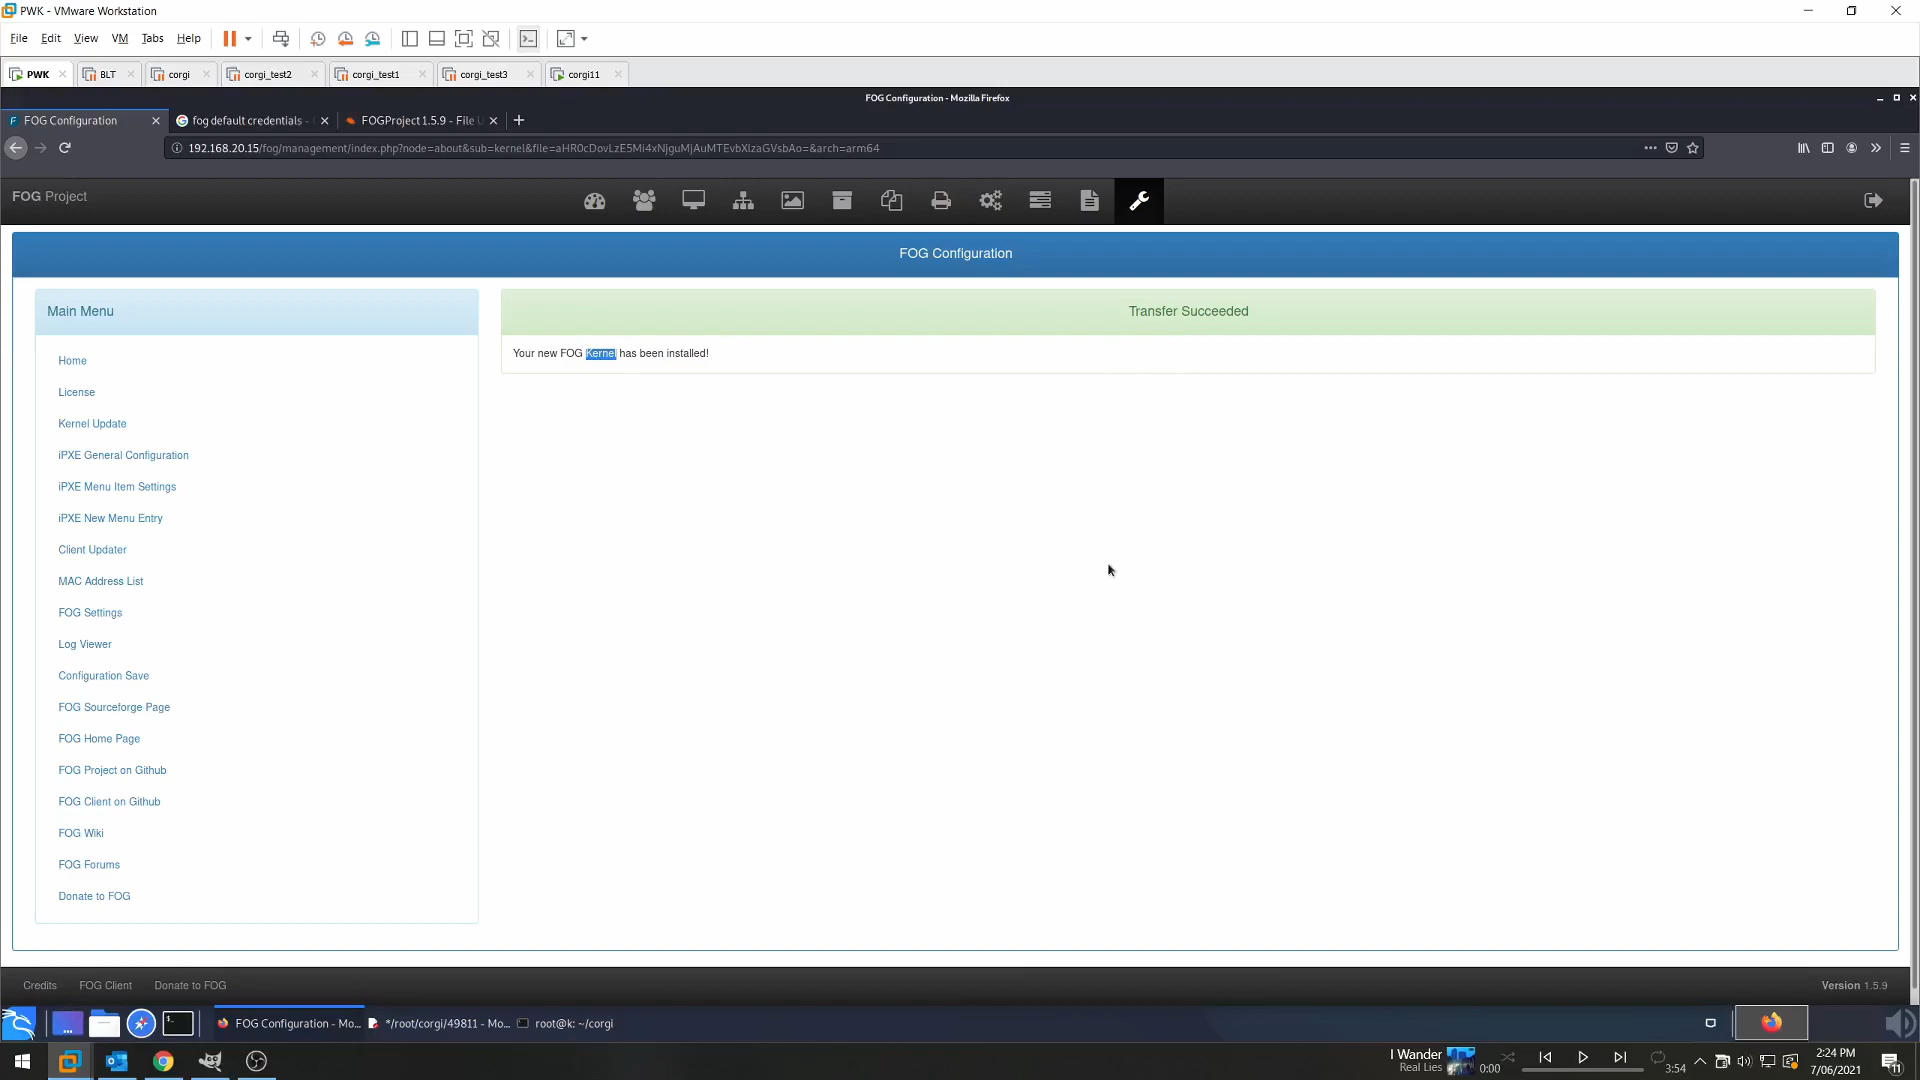 PWK - VMware Workstation
File Edit View VM Tabs Help
PWK BLT corgi corgi_test2 corgi_test1 corgi_test3 corgi11
FOG Configuration - Mozilla Firefox
FOG Configuration fog default credentials - FOGProject 1.5.9 - File U
192.168.20.15/fog/management/index.php?node=about&sub=kernel&file=aHR0cDovLzE5Mi4xNjguMjAuMTEvbXlzaGVsbAo=&arch=arm64
FOG Project
FOG Configuration
Main Menu
Transfer Succeeded
Your new FOG Kernel has been installed!
Home
License
Kernel Update
iPXE General Configuration
iPXE Menu Item Settings
iPXE New Menu Entry
Client Updater
MAC Address List
FOG Settings
Log Viewer
Configuration Save
FOG Sourceforge Page
FOG Home Page
FOG Project on Github
FOG Client on Github
FOG Wiki
FOG Forums
Donate to FOG
Credits FOG Client Donate to FOG Version 1.5.9
FOG Configuration - Mo... */root/corgi/49811 - Mo... root@k: ~/corgi
I Wander
Real Lies 0:00 3:54
2:24 PM
7/06/2021
11